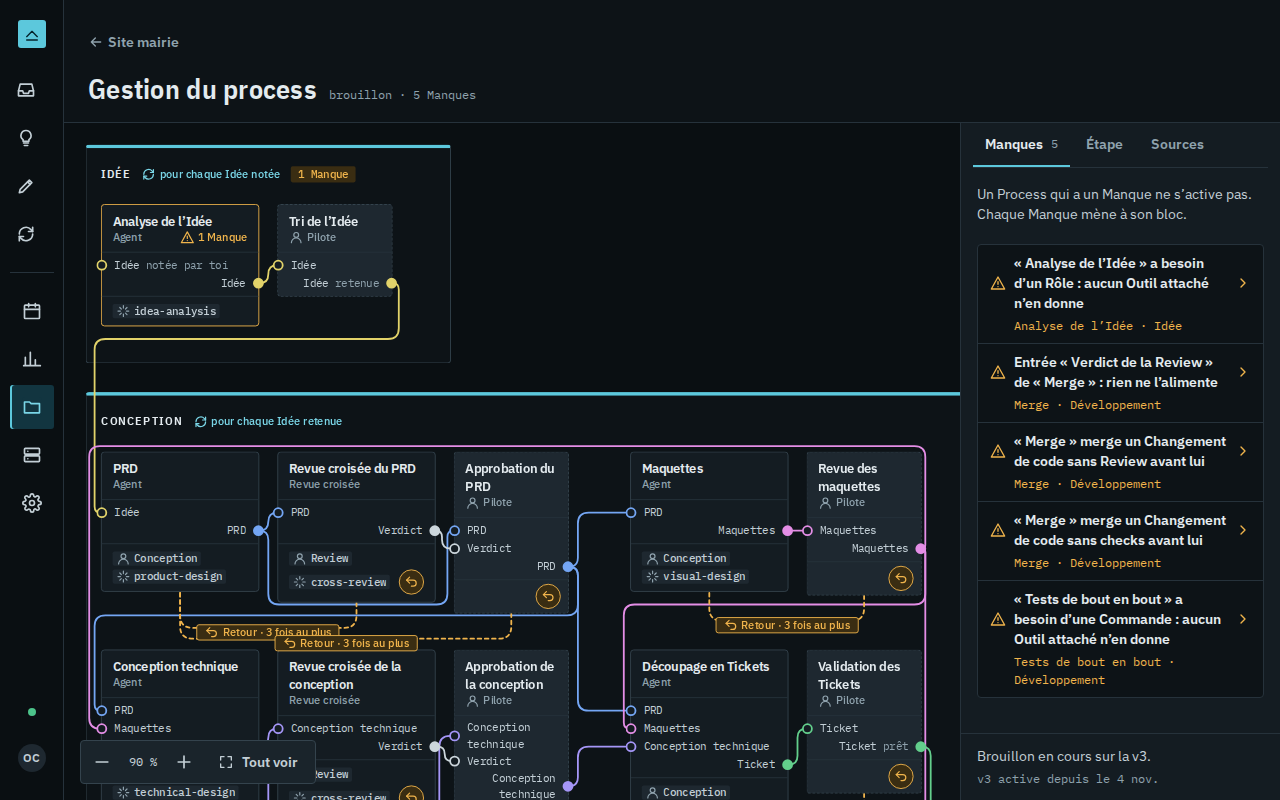 ← Site mairie
Gestion du process
brouillon · 5 Manques
IDÉE
pour chaque Idée notée
1 Manque
Analyse de l’Idée
Agent
1 Manque
Idée notée par toi
Idée
idea-analysis
Tri de l’Idée
Pilote
Idée
Idée retenue
CONCEPTION
pour chaque Idée retenue
PRD
Agent
Idée
PRD
Conception
product-design
Revue croisée du PRD
Revue croisée
PRD
Verdict
Review
cross-review
Approbation du
PRD
Pilote
PRD
Verdict
PRD
Maquettes
Agent
PRD
Maquettes
Conception
visual-design
Revue des
maquettes
Pilote
Maquettes
Maquettes
Retour · 3 fois au plus
Retour · 3 fois au plus
Retour · 3 fois au plus
Conception technique
Agent
PRD
Maquettes
technical-design
Revue croisée de la
conception
Revue croisée
Conception technique
Verdict
Review
cross-review
Approbation de
la conception
Pilote
Conception
technique
Verdict
Conception
technique
Découpage en Tickets
Agent
PRD
Maquettes
Conception technique
Ticket
Conception
Validation des
Tickets
Pilote
Ticket
Ticket prêt
90 %
Tout voir
OC
Manques 5
Étape
Sources
Un Process qui a un Manque ne s’active pas.
Chaque Manque mène à son bloc.
« Analyse de l’Idée » a besoin
d’un Rôle : aucun Outil attaché
n’en donne
Analyse de l’Idée · Idée
Entrée « Verdict de la Review »
de « Merge » : rien ne l’alimente
Merge · Développement
« Merge » merge un Changement
de code sans Review avant lui
Merge · Développement
« Merge » merge un Changement
de code sans checks avant lui
Merge · Développement
« Tests de bout en bout » a
besoin d’une Commande : aucun
Outil attaché n’en donne
Tests de bout en bout ·
Développement
Brouillon en cours sur la v3.
v3 active depuis le 4 nov.